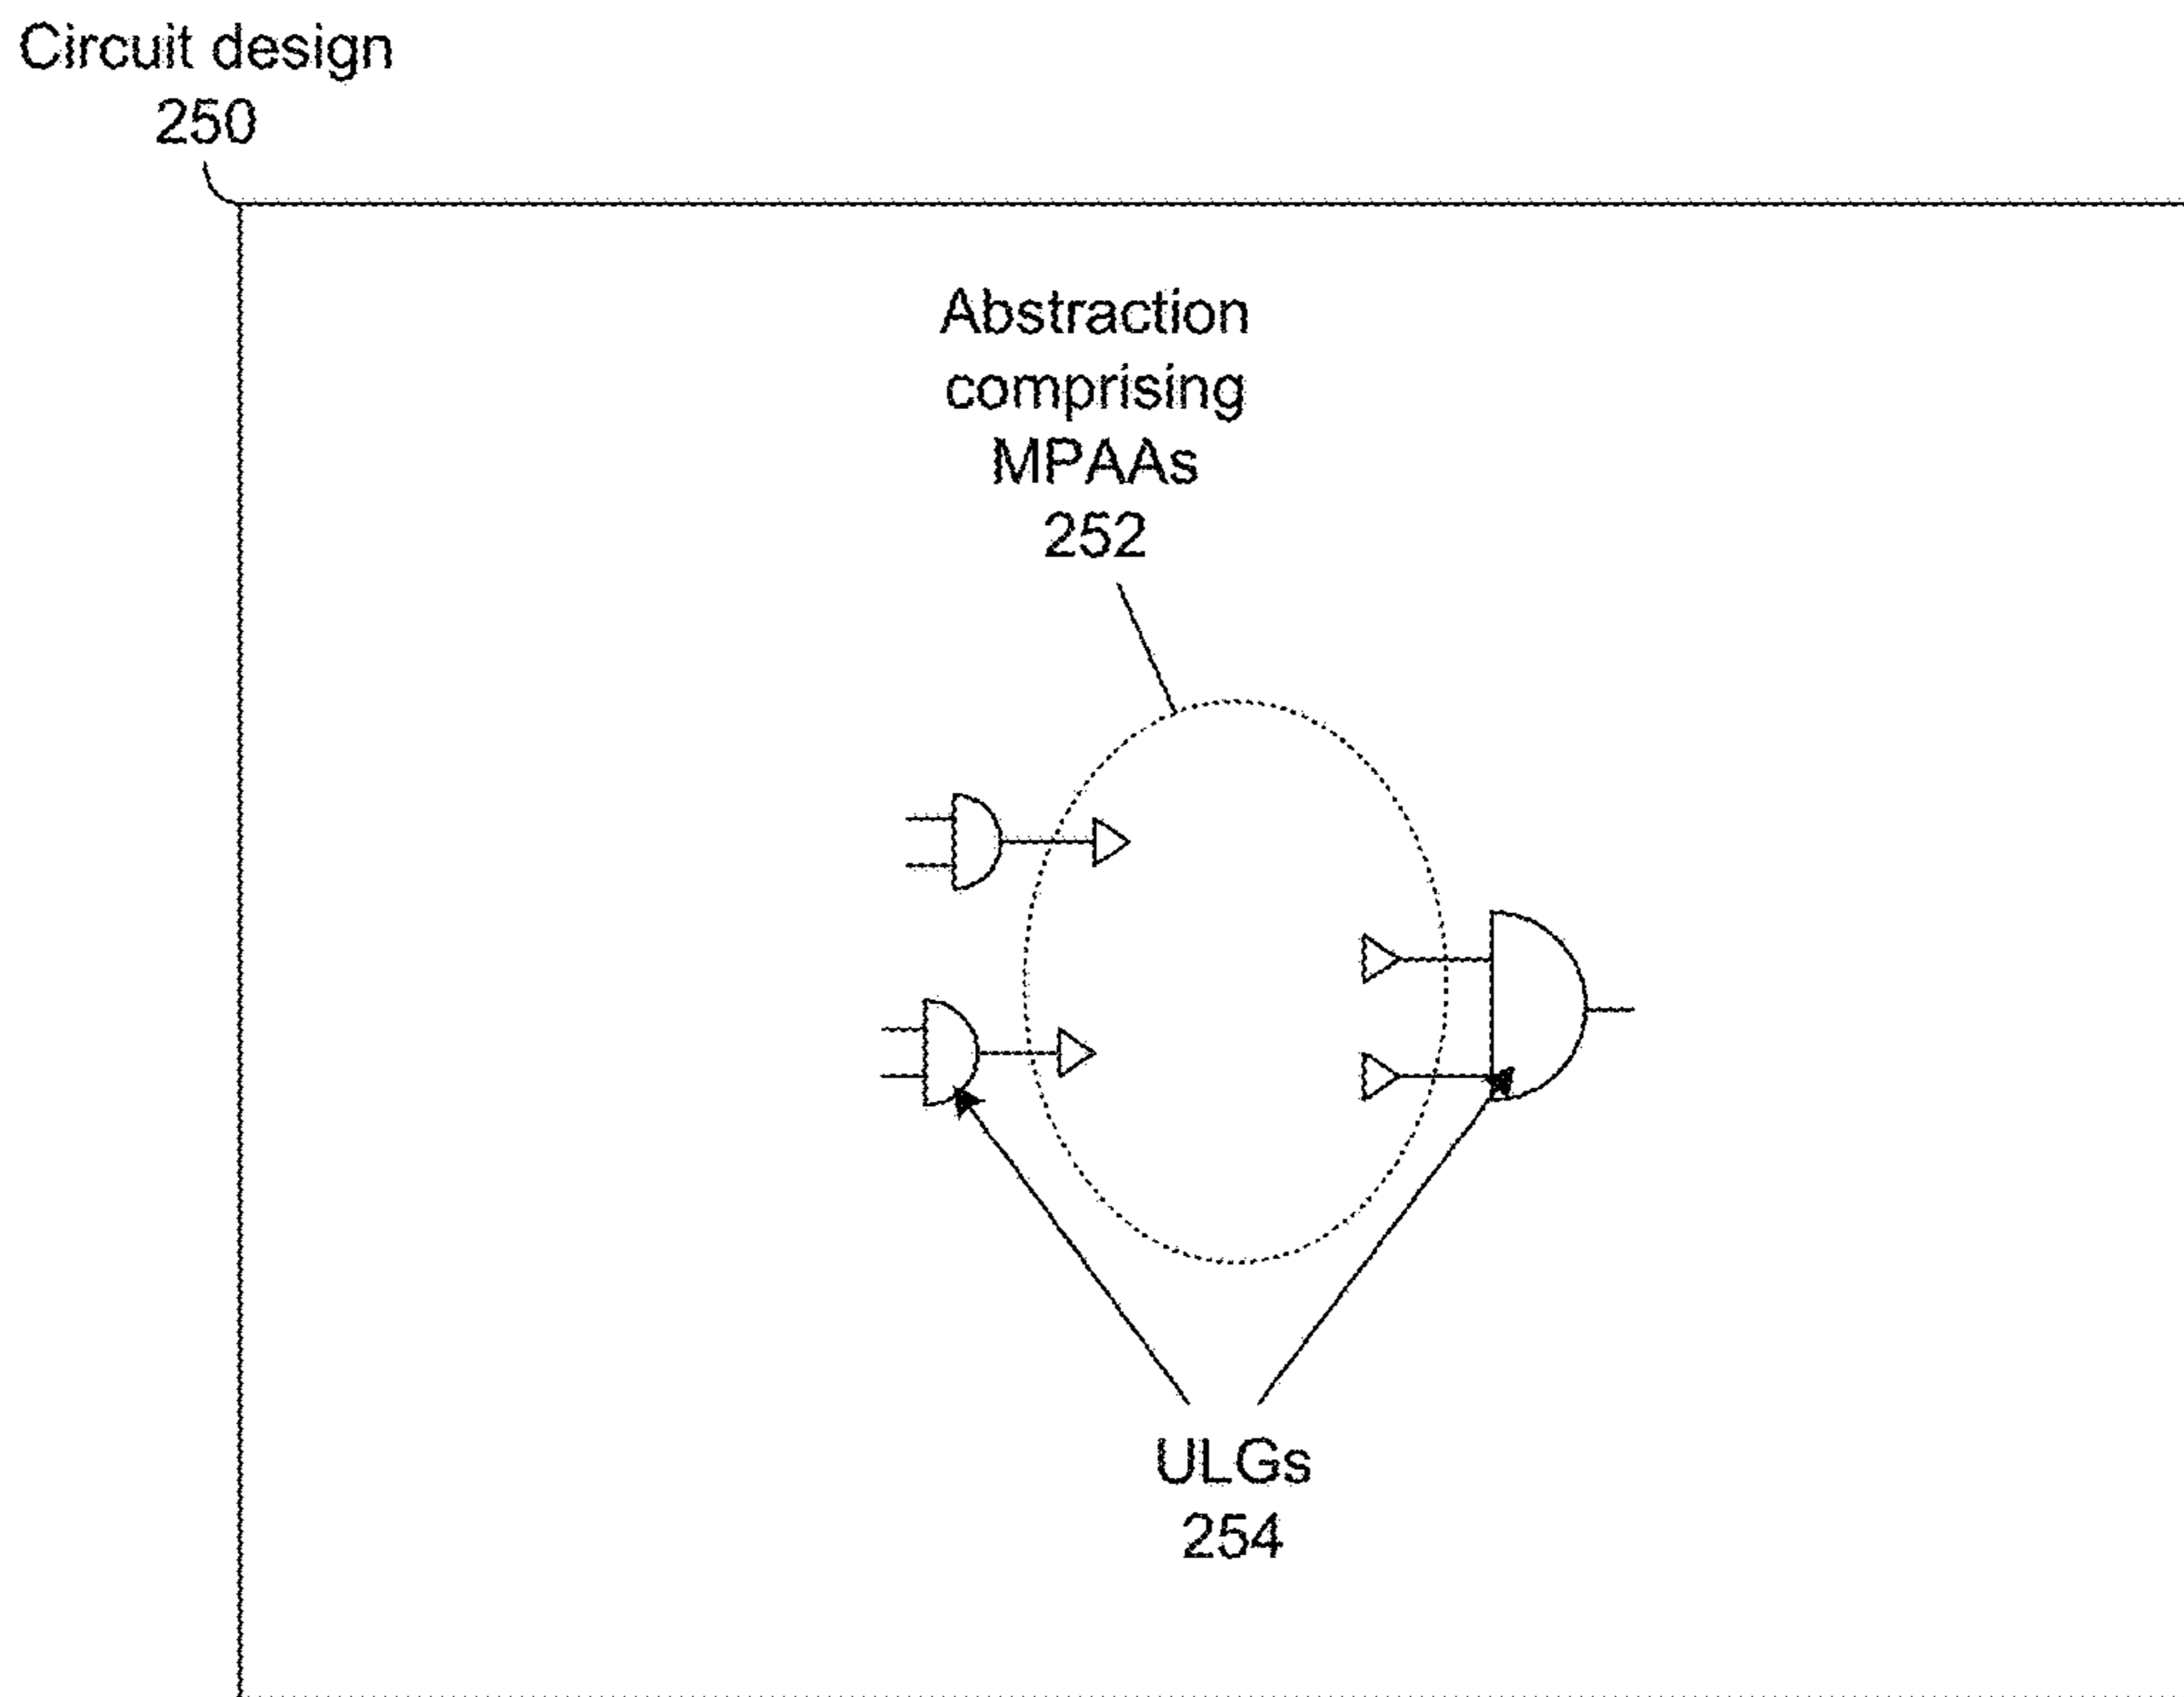 Circuit design
250
Abstraction
comprising
MPAAs
252
ULGs
254